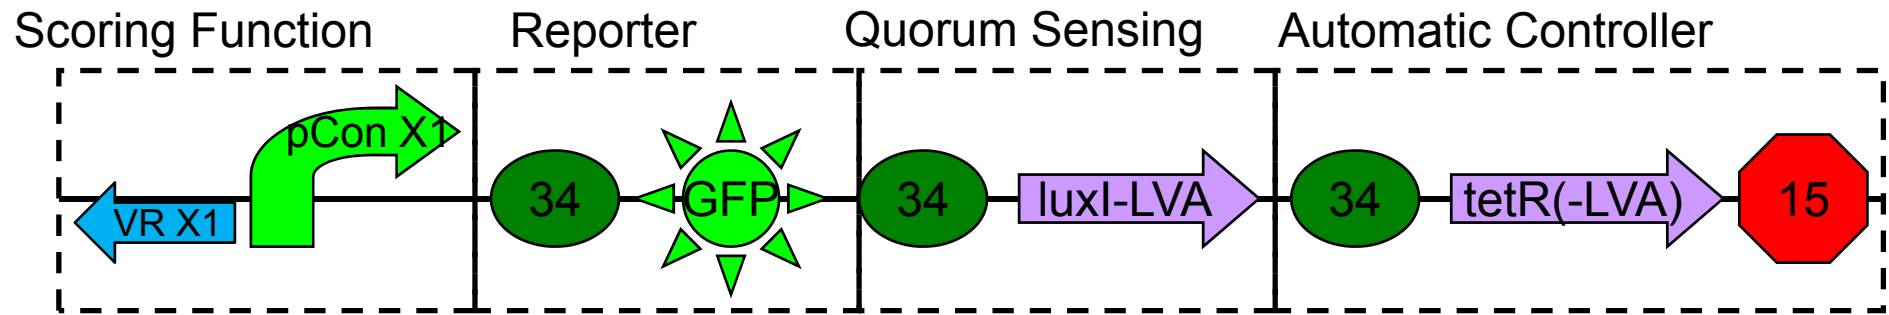 Scoring Function Reporter Quorum Sensing Automatic Controller
VR X1 pCon X1 34 GFP 34 luxI-LVA 34 tetR(-LVA) 15